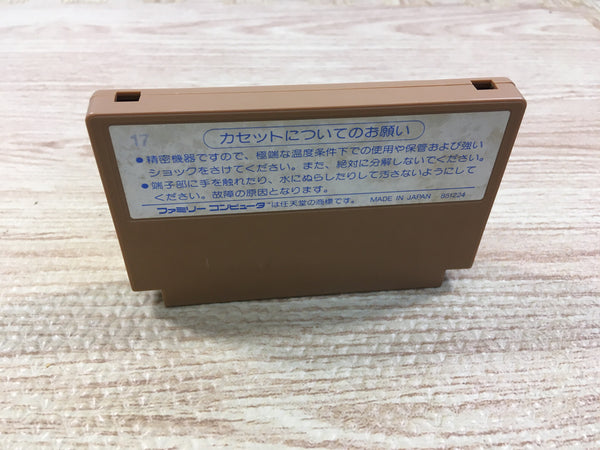 17
カセットについてのお願い
●精密機器ですので、極端な温度条件下での使用や保管および強い
ショックをさけてください。また、絶対に分解しないでください。
●端子部に手を触れたり、水にぬらしたりして汚さないようにして
ください。故障の原因となります。
ファミリーコンピュータ™は任天堂の商標です。 MADE IN JAPAN 851224